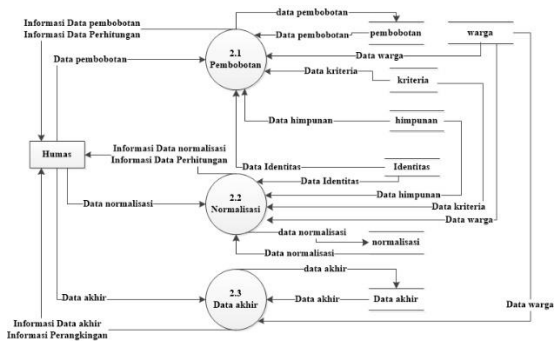 data pembobotan
Informasi Data pembobotan
Informasi Perhitungan
Data pembobotan
pembobotan
warga
2.1
Pembobotan
Data pembobotan
Data warga
Data kriteria
kriteria
Data himpunan
himpunan
Informasi Data normalisasi
Informasi Data Perhitungan
Humas
Data Identitas
Identitas
Data Identitas
2.2
Normalisasi
Data himpunan
Data normalisasi
Data kriteria
Data warga
data normalisasi
normalisasi
Data normalisasi
data akhir
2.3
Data akhir
Data akhir
Data akhir
Data akhir
Data warga
Informasi Data akhir
Informasi Perangkingan